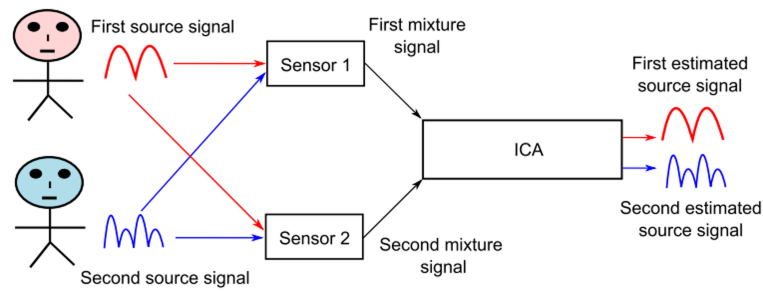 First source signal
First mixture
signal
Sensor 1
First estimated
source signal
ICA
Second estimated
source signal
Sensor 2
Second mixture
signal
Second source signal